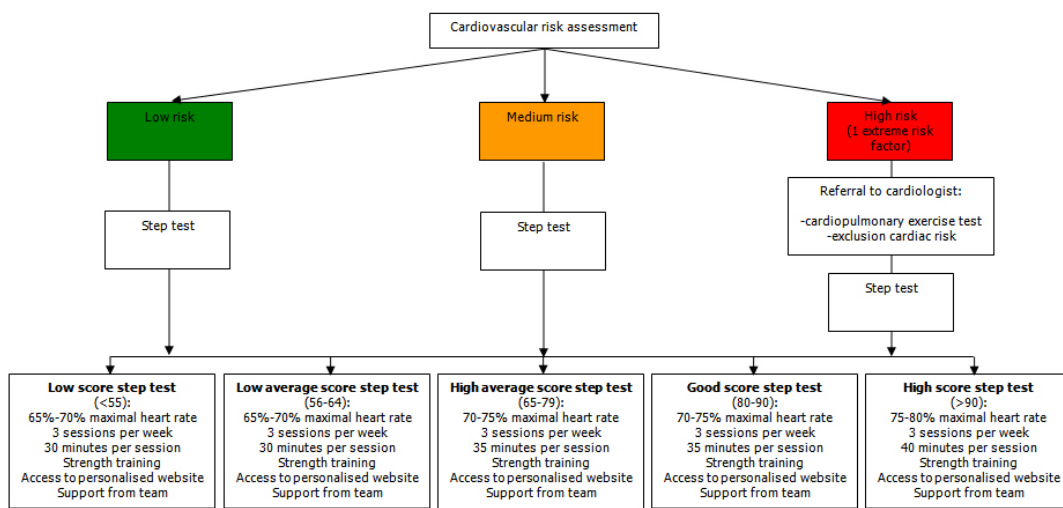 Cardiovascular risk assessment
Low risk
Medium risk
High risk
(1 extreme risk
factor)
Referral to cardiologist:
-cardiopulmonary exercise test
-exclusion cardiac risk
Step test
Step test
Step test
Low score step test
(<55):
65%-70% maximal heart rate
3 sessions per week
30 minutes per session
Strength training
Access to personalised website
Support from team
Low average score step test
(56-64):
65%-70% maximal heart rate
3 sessions per week
30 minutes per session
Strength training
Access to personalised website
Support from team
High average score step test
(65-79):
70-75% maximal heart rate
3 sessions per week
35 minutes per session
Strength training
Access to personalised website
Support from team
Good score step test
(80-90):
70-75% maximal heart rate
3 sessions per week
35 minutes per session
Strength training
Access to personalised website
Support from team
High score step test
(>90):
75-80% maximal heart rate
3 sessions per week
40 minutes per session
Strength training
Access to personalised website
Support from team